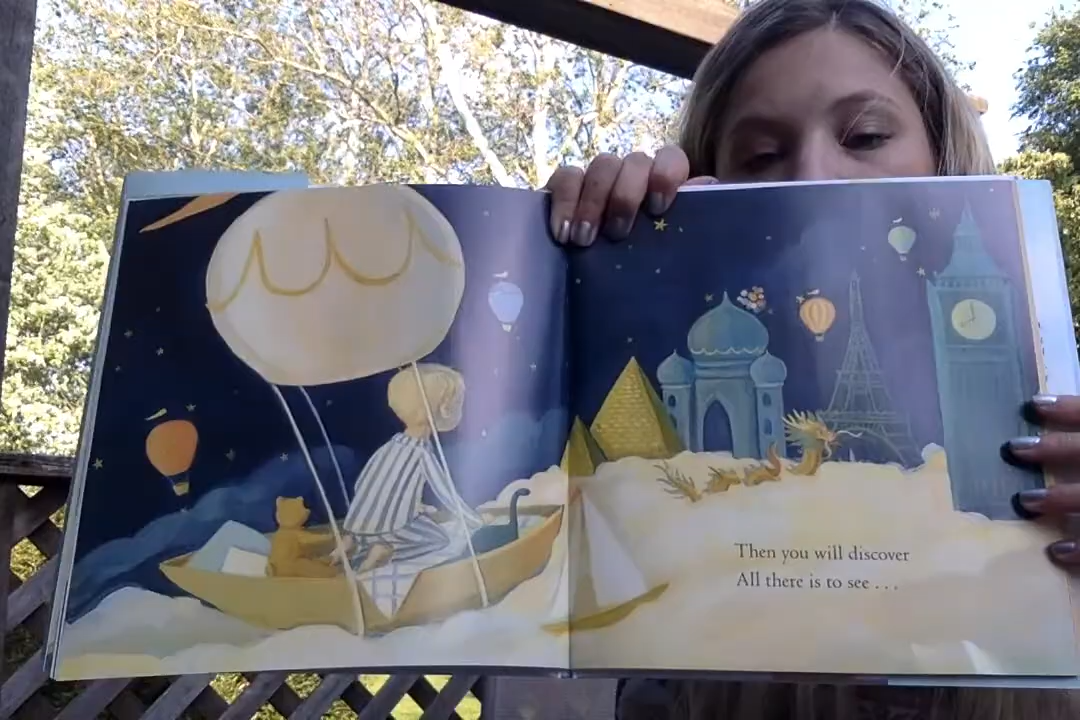 Then you will discover
All there is to see . . .